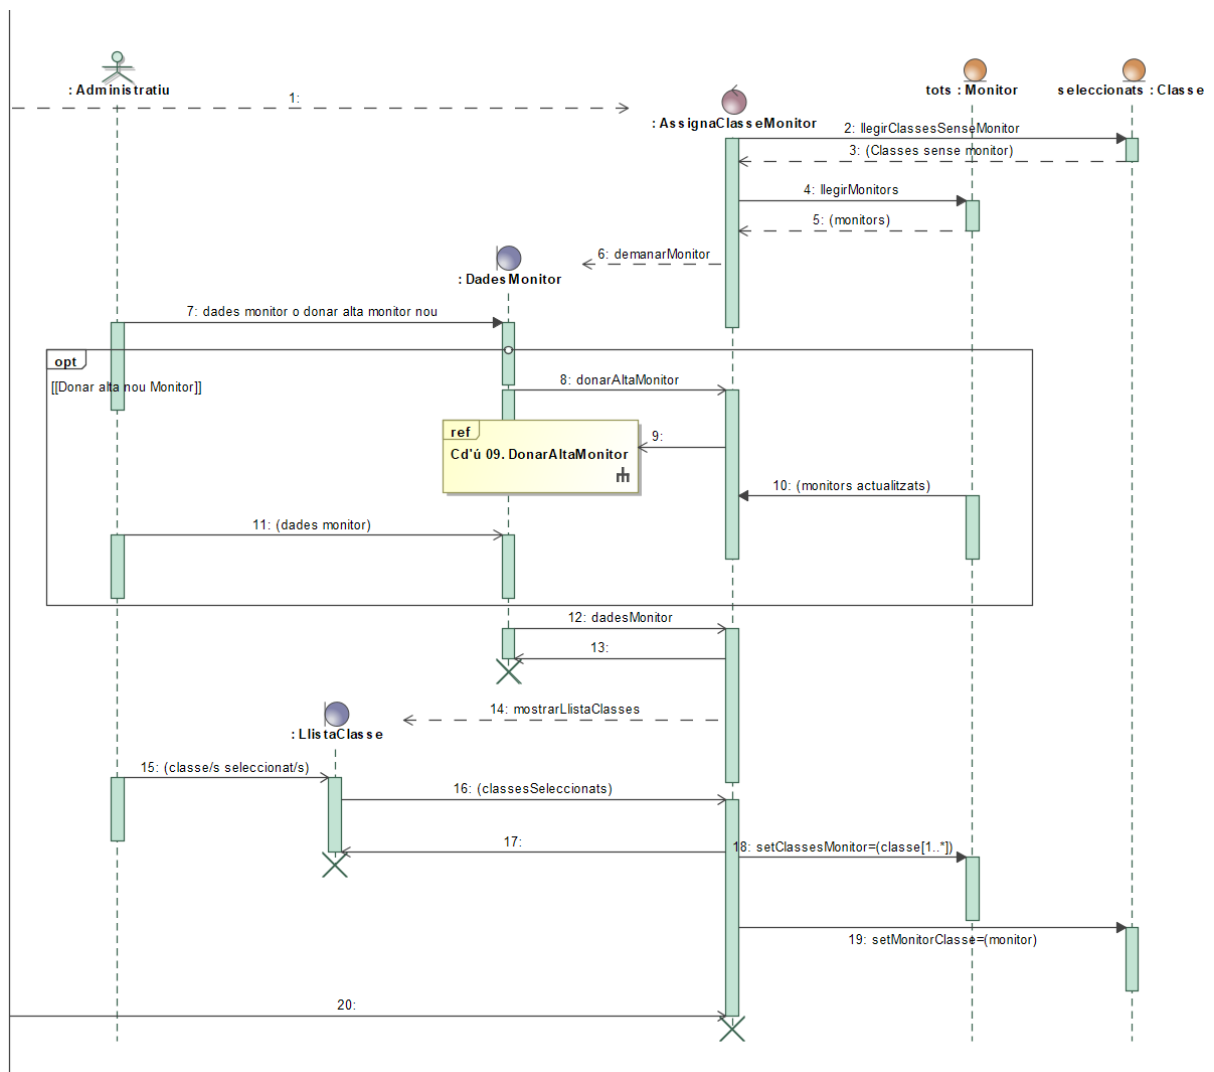 : Administratiu
tots : Monitor
seleccionats : Classe
1:
: AssignaClasseMonitor
2: llegirClassesSenseMonitor
3: (Classes sense monitor)
4: llegirMonitors
5: (monitors)
6: demanarMonitor
: DadesMonitor
7: dades monitor o donar alta monitor nou
opt
[[Donar alta nou Monitor]]
8: donarAltaMonitor
ref
9:
Cd'ú 09. DonarAltaMonitor
10: (monitors actualitzats)
11: (dades monitor)
12: dadesMonitor
13:
14: mostrarLlistaClasses
: LlistaClasse
15: (classe/s seleccionat/s)
16: (classesSeleccionats)
17:
18: setClassesMonitor=(classe[1..*])
19: setMonitorClasse=(monitor)
20: